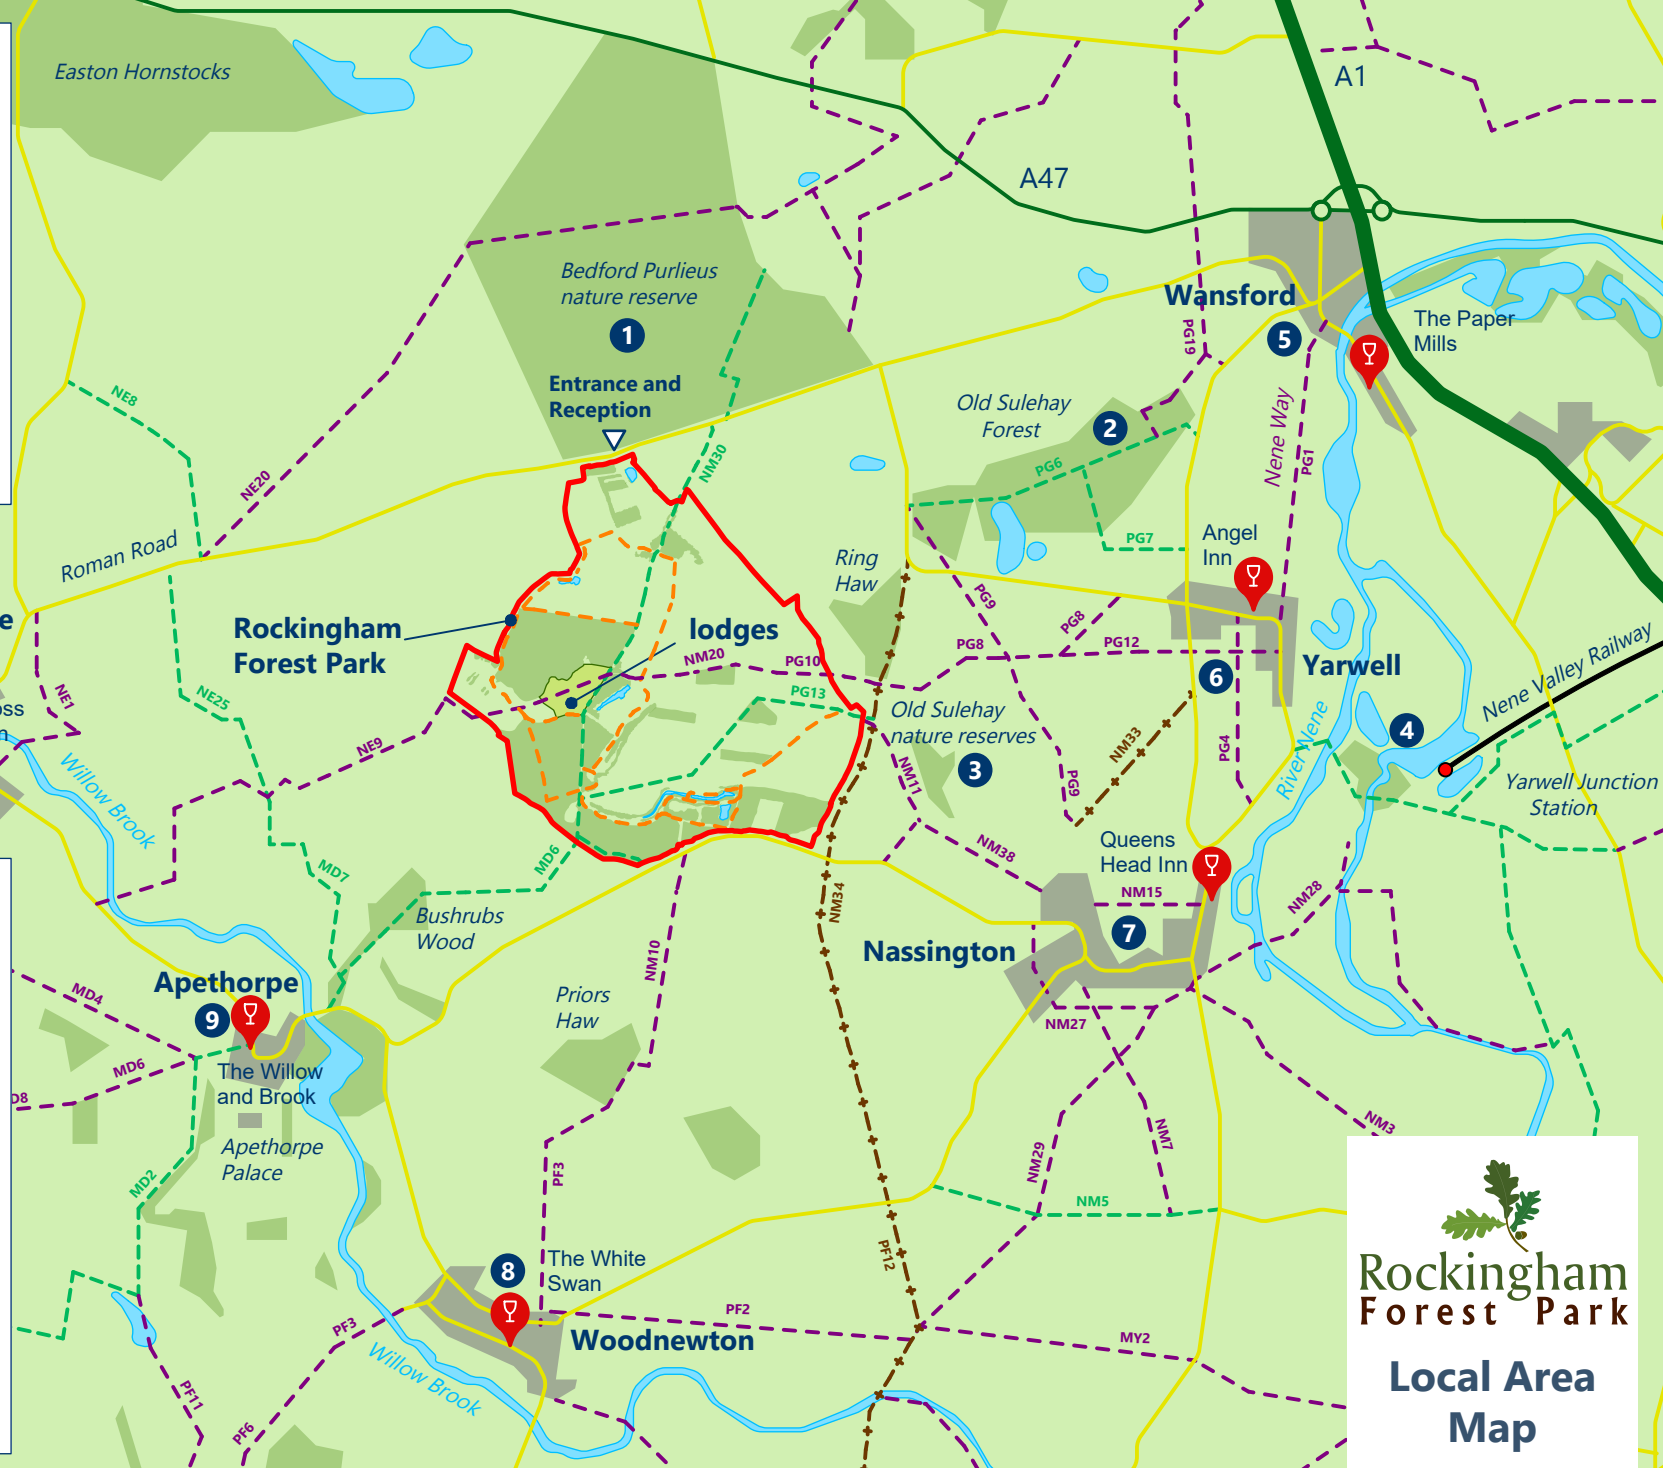 Easton Hornstocks
A1
A47
Bedford Purlieus
nature reserve
1
Entrance and
Reception
Wansford
5
The Paper
Mills
PG19
NE8
NE20
NM30
Old Sulehay
Forest
2
PG6
PG7
Nene Way
PG1
Angel
Inn
Roman Road
Ring
Haw
Rockingham
Forest Park
lodges
NM20
PG10
PG13
PG9
PG8
PG8
PG12
Yarwell
6
Nene Valley Railway
e
NE1
oss
n
NE25
NE9
Old Sulehay
nature reserves
3
NM11
NM33
PG4
PG9
River Nene
4
Yarwell Junction
Station
Willow Brook
MD7
MD6
NM38
Queens
Head Inn
NM15
NM28
NM34
Bushrubs
Wood
7
Nassington
NM10
Apethorpe
9
MD4
MD6
D8
The Willow
and Brook
Priors
Haw
NM27
Apethorpe
Palace
MD2
PF3
NM29
NM7
NM3
NM5
PF12
8
The White
Swan
Woodnewton
PF2
MY2
PF3
Willow Brook
PF11
PF6
Rockingham
Forest Park
Local Area
Map